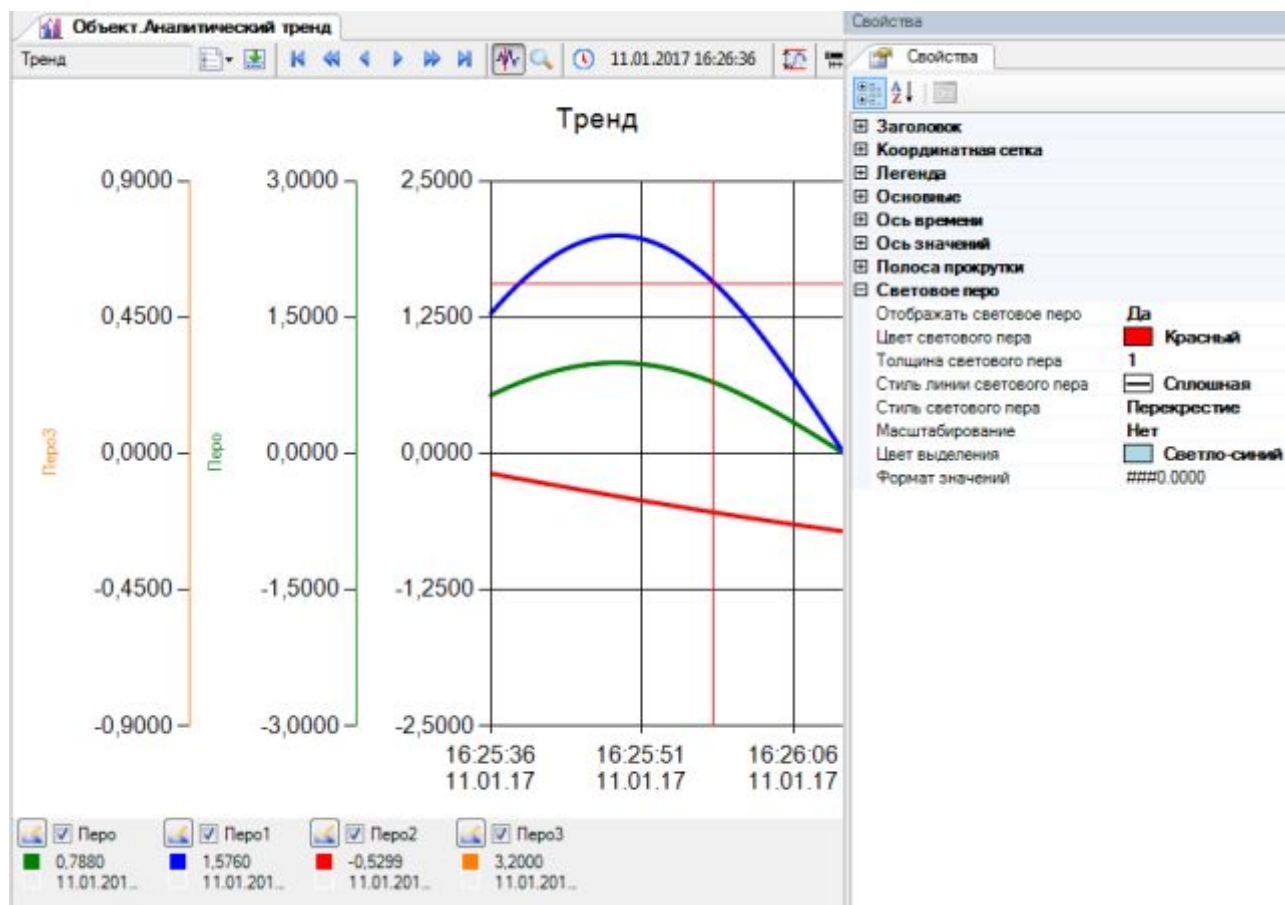 Объект.Аналитический тренд
Тренд
11.01.2017 16:26:36
Тренд
0,9000
3,0000
2,5000
0,4500
1,5000
1,2500
Перо3
0,0000
Перо
0,0000
0,0000
-0,4500
-1,5000
-1,2500
-0,9000
-3,0000
-2,5000
16:25:36
11.01.17
16:25:51
11.01.17
16:26:06
11.01.17
Перо
0,7880
11.01.201...
Перо1
1,5760
11.01.201...
Перо2
-0,5299
11.01.201...
Перо3
3,2000
11.01.201...
Свойства
Свойства
Заголовок
Координатная сетка
Легенда
Основные
Ось времени
Ось значений
Полоса прокрутки
Световое перо
Отображать световое перо Да
Цвет светового пера Красный
Толщина светового пера 1
Стиль линии светового пера Сплошная
Стиль светового пера Перекрестие
Масштабирование Нет
Цвет выделения Светло-синий
Формат значений ###0.0000